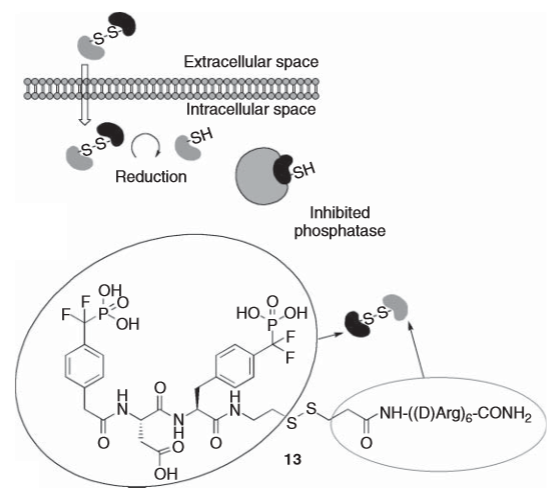 S-S
Extracellular space
Intracellular space
S-S
SH
Reduction
SH
Inhibited
phosphatase
OH
F F P O
OH
O
HO P OH
F
F
S-S
H
N
O
H
N
S S
NH-((D)Arg)6-CONH2
O
N
H
O
O
O
OH
13